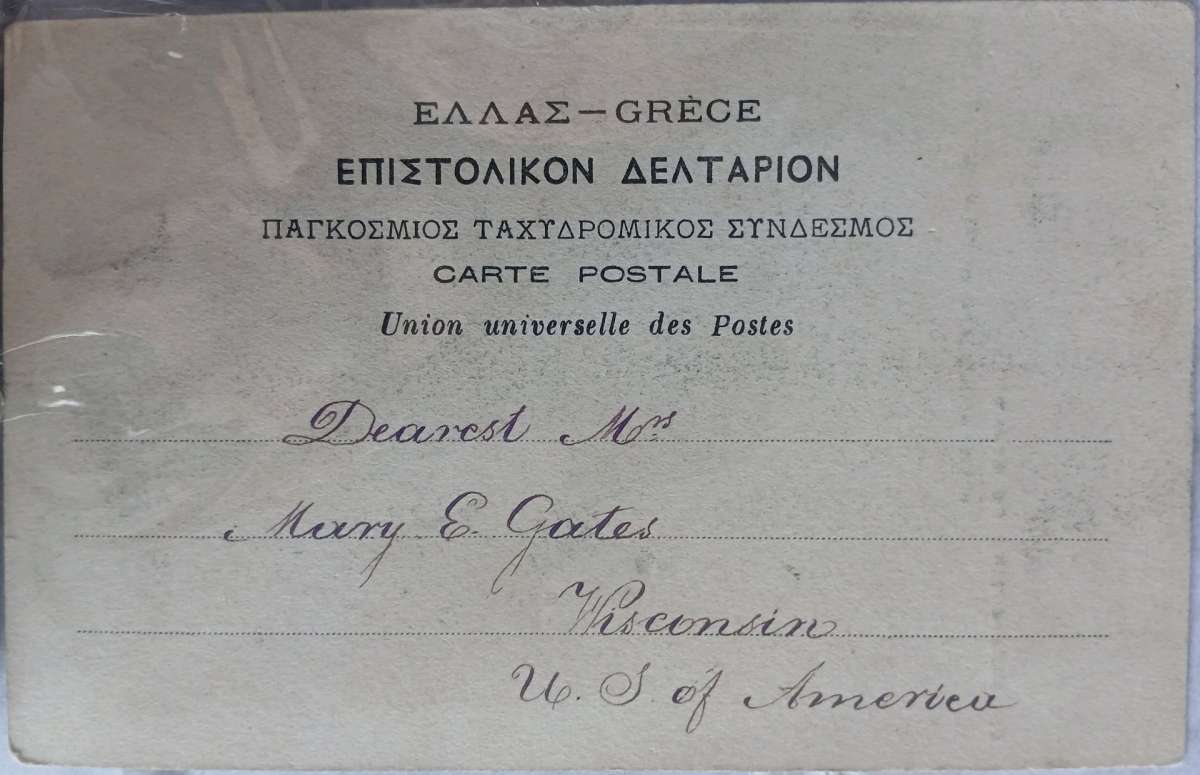 ΕΛΛΑΣ — GRÈCE
ΕΠΙΣΤΟΛΙΚΟΝ ΔΕΛΤΑΡΙΟΝ
ΠΑΓΚΟΣΜΙΟΣ ΤΑΧΥΔΡΟΜΙΚΟΣ ΣΥΝΔΕΣΜΟΣ
CARTE POSTALE
Union universelle des Postes
Dearest Mrs
Mary E. Gates
Wisconsin
U. S. of America